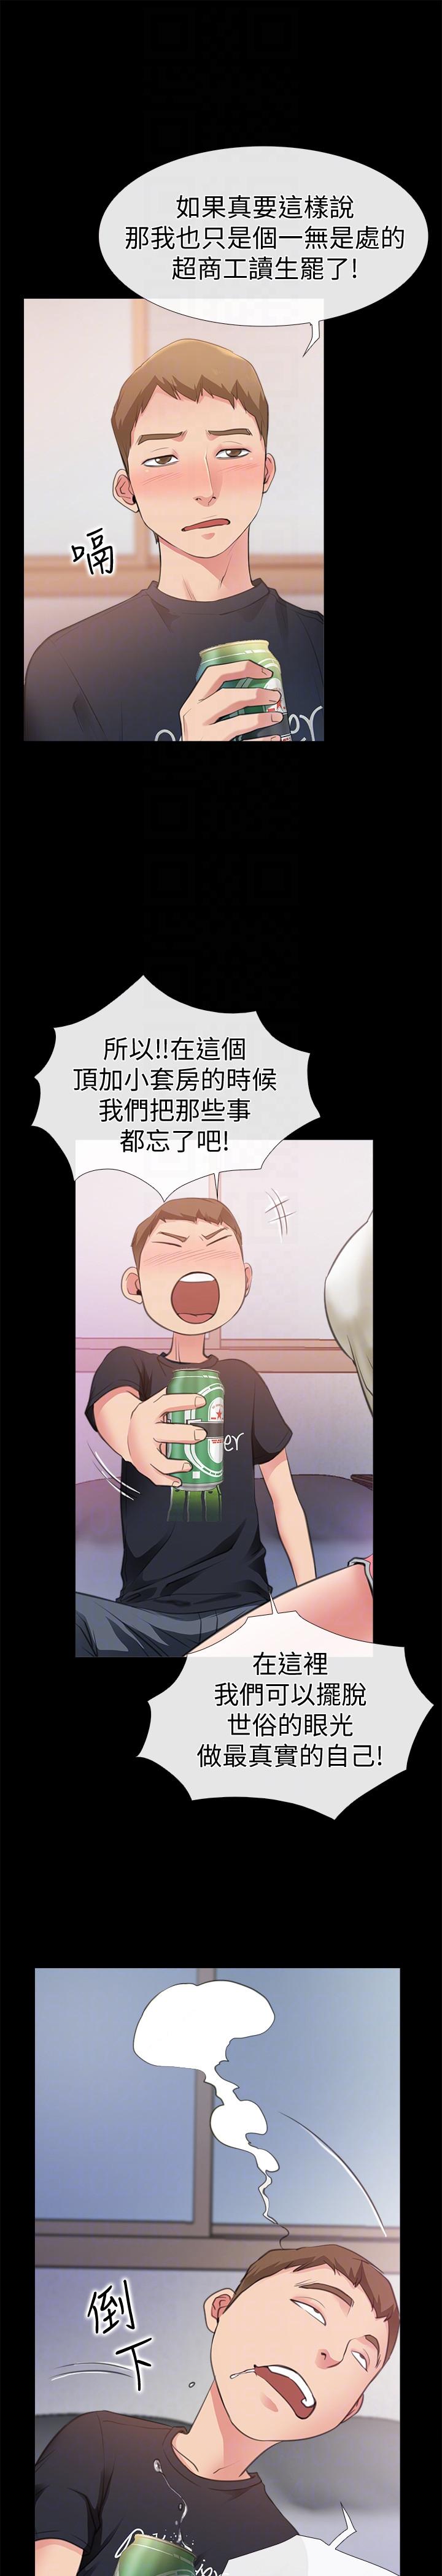 如果真要這樣說
那我也只是個一無是處的
超商工讀生罷了!
嗝
所以!!在這個
頂加小套房的時候
我們把那些事
都忘了吧!
er
在這裡
我們可以擺脫
世俗的眼光
做最真實的自己!
倒
下